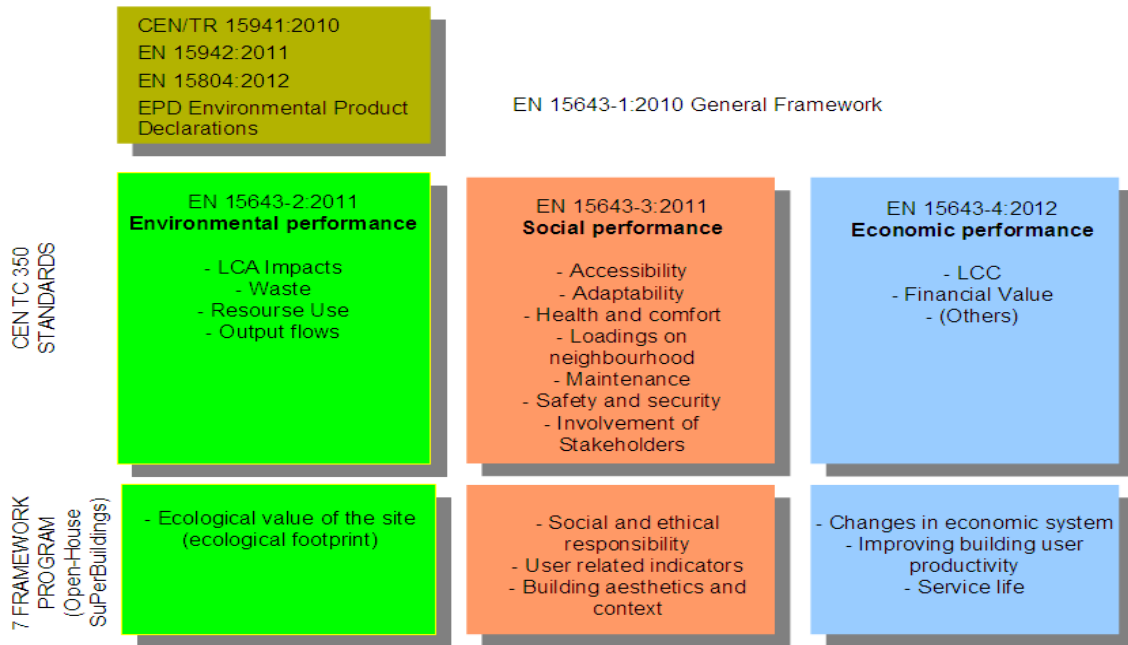 CEN/TR 15941:2010
EN 15942:2011
EN 15804:2012
EPD Environmental Product
Declarations
EN 15643-1:2010 General Framework
CEN TC 350
STANDARDS
EN 15643-2:2011
Environmental performance
- LCA Impacts
- Waste
- Resourse Use
- Output flows
EN 15643-3:2011
Social performance
- Accessibility
- Adaptability
- Health and comfort
- Loadings on
neighbourhood
- Maintenance
- Safety and security
- Involvement of
Stakeholders
EN 15643-4:2012
Economic performance
- LCC
- Financial Value
- (Others)
7 FRAMEWORK
PROGRAM
(Open-House
SuPerBuildings)
- Ecological value of the site
(ecological footprint)
- Social and ethical
responsibility
- User related indicators
- Building aesthetics and
context
- Changes in economic system
- Improving building user
productivity
- Service life